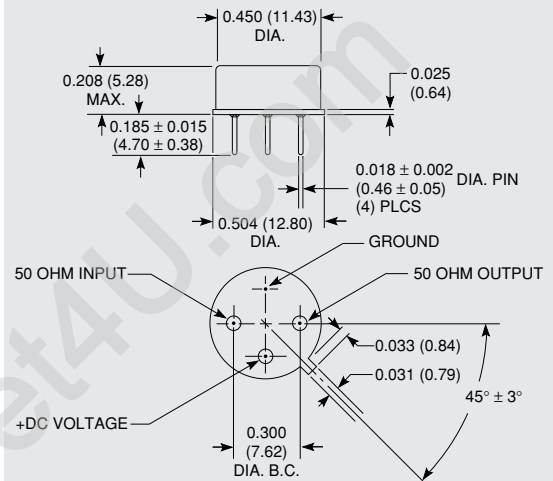 0.450 (11.43)
DIA.
0.208 (5.28)
MAX.
0.025
(0.64)
0.185 ± 0.015
(4.70 ± 0.38)
0.018 ± 0.002
(0.46 ± 0.05)
(4) PLCS
DIA. PIN
0.504 (12.80)
DIA.
GROUND
50 OHM INPUT
50 OHM OUTPUT
0.033 (0.84)
0.031 (0.79)
45° ± 3°
+DC VOLTAGE
0.300
(7.62)
DIA. B.C.
et4U.com